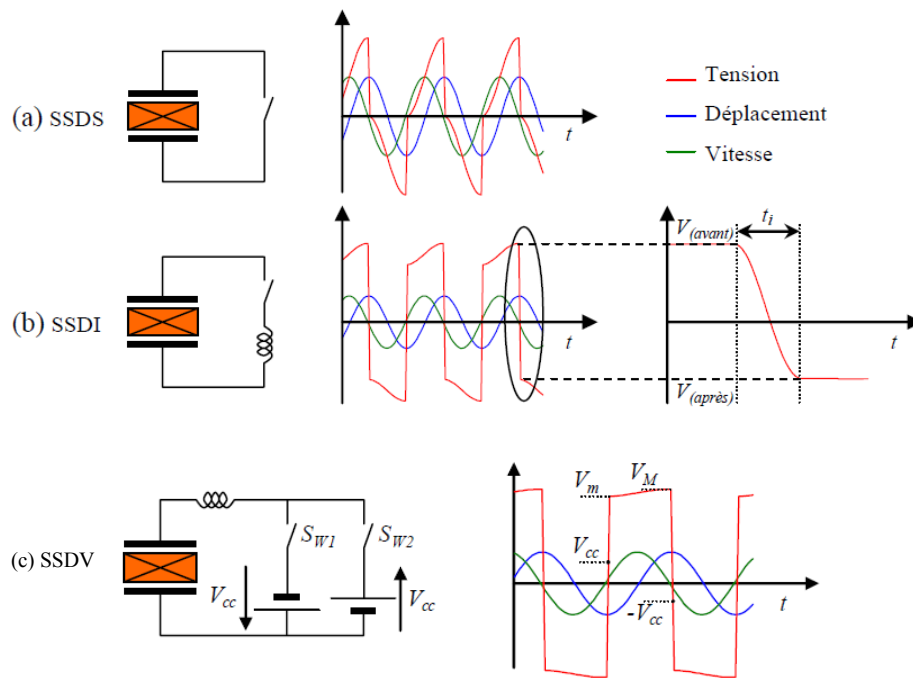 (a) SSDS
t
Tension
Déplacement
Vitesse
(b) SSDI
t
V(avant)
V(après)
ti
t
(c) SSDV
Vcc
SW1
SW2
Vcc
Vm
VM
Vcc
-Vcc
t